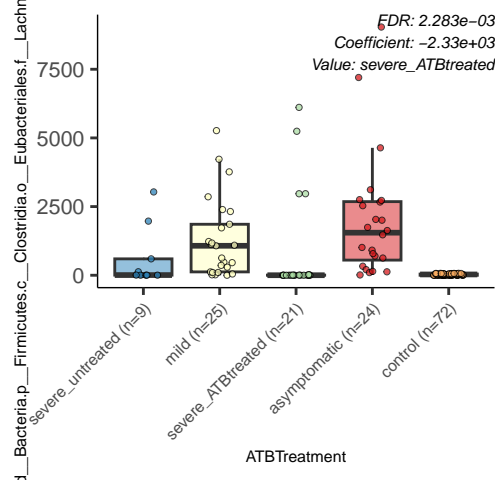 FDR: 2.283e−03
Coefficient: −2.33e+03
Value: severe_ATBtreated
d__Bacteria.p__Firmicutes.c__Clostridia.o__Eubacteriales.f__Lachn
7500
5000
2500
0
severe_untreated (n=9)
mild (n=25)
severe_ATBtreated (n=21)
asymptomatic (n=24)
control (n=72)
ATBTreatment